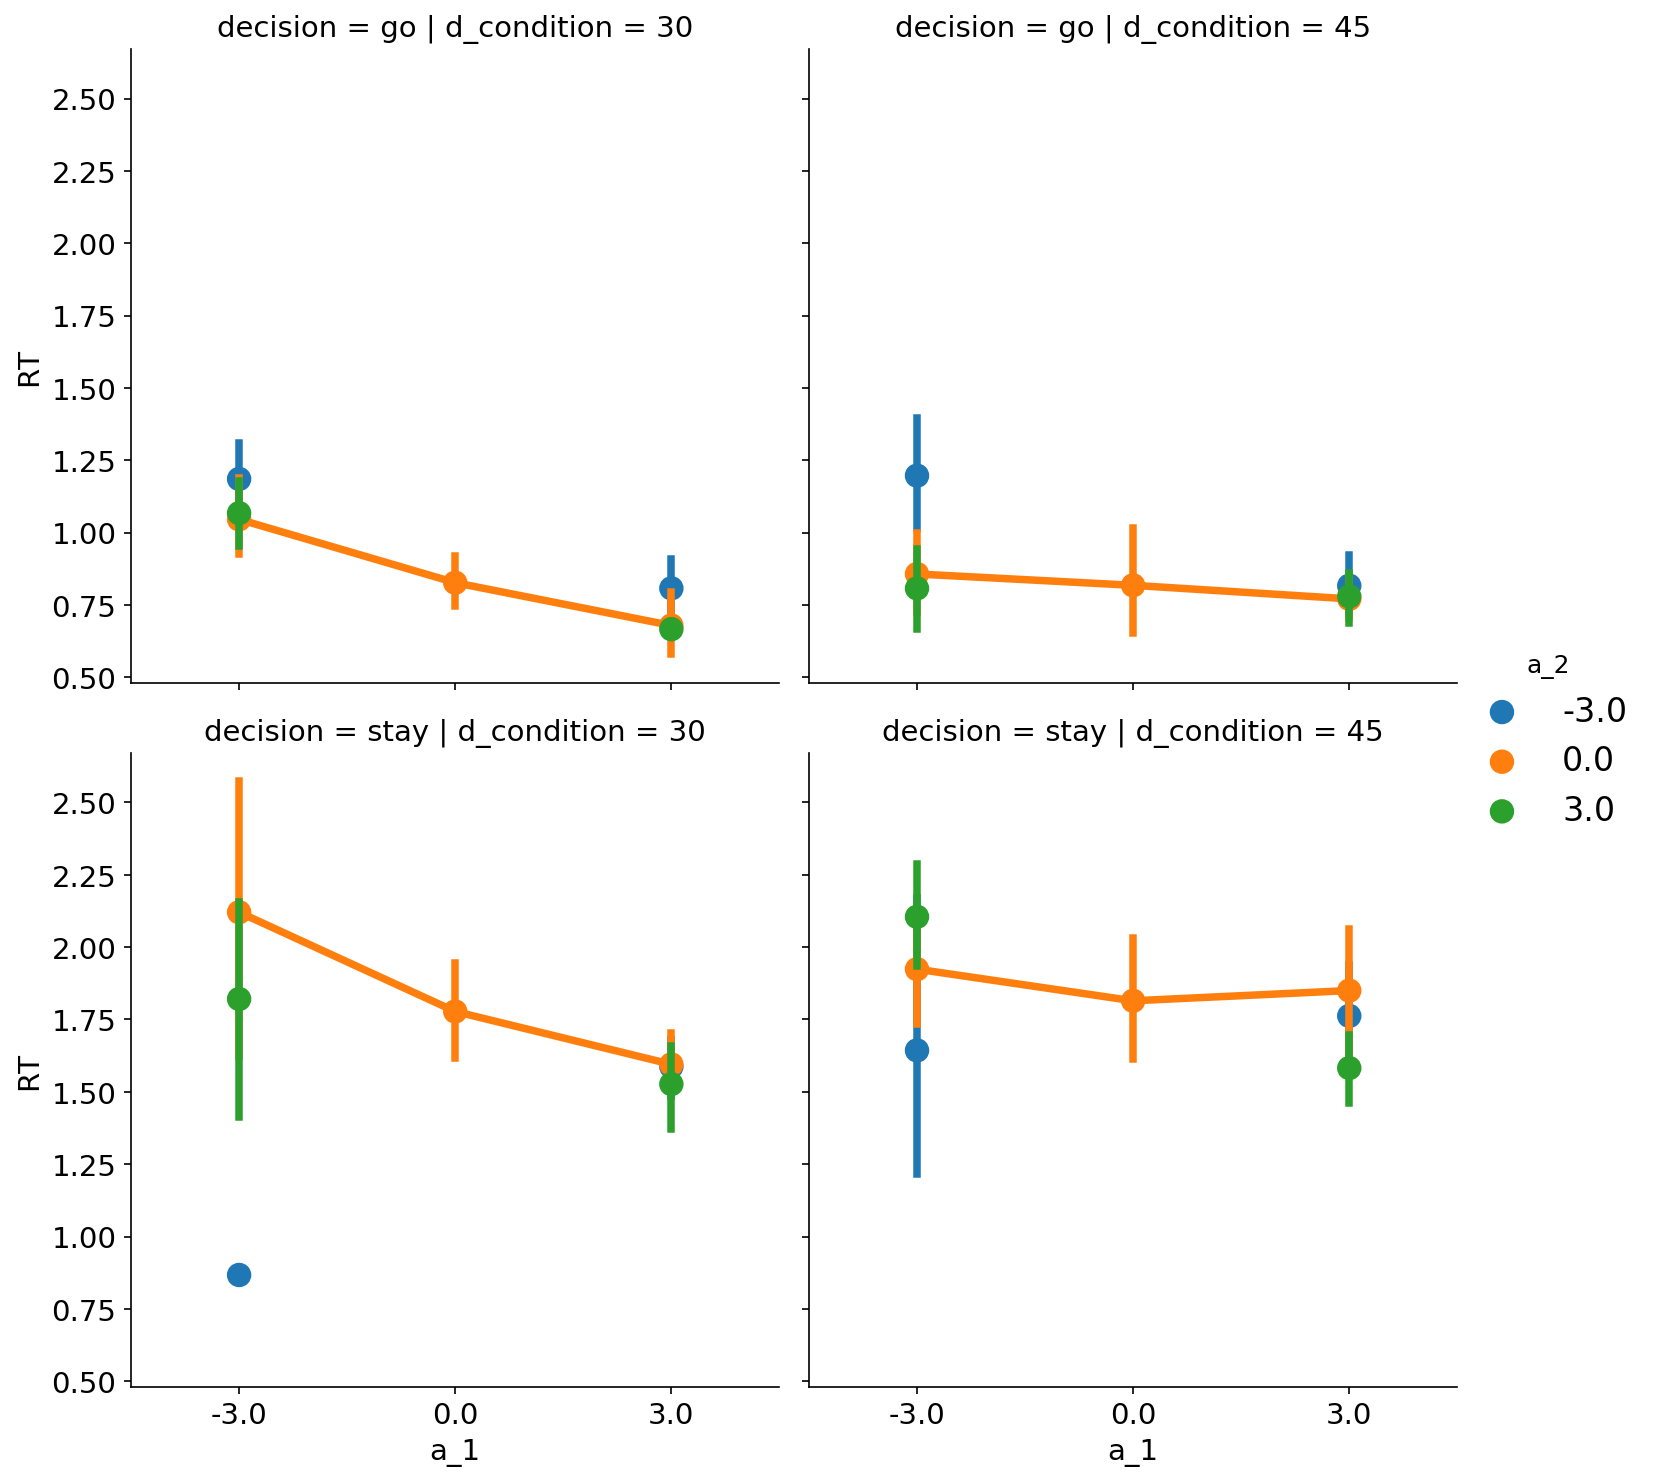 decision = go | d_condition = 30
decision = go | d_condition = 45
2.50
2.25
2.00
1.75
1.50
1.25
1.00
0.75
0.50
RT
a_2
-3.0
0.0
3.0
decision = stay | d_condition = 30
decision = stay | d_condition = 45
2.50
2.25
2.00
1.75
1.50
1.25
1.00
0.75
0.50
RT
-3.0 0.0 3.0
a_1
-3.0 0.0 3.0
a_1